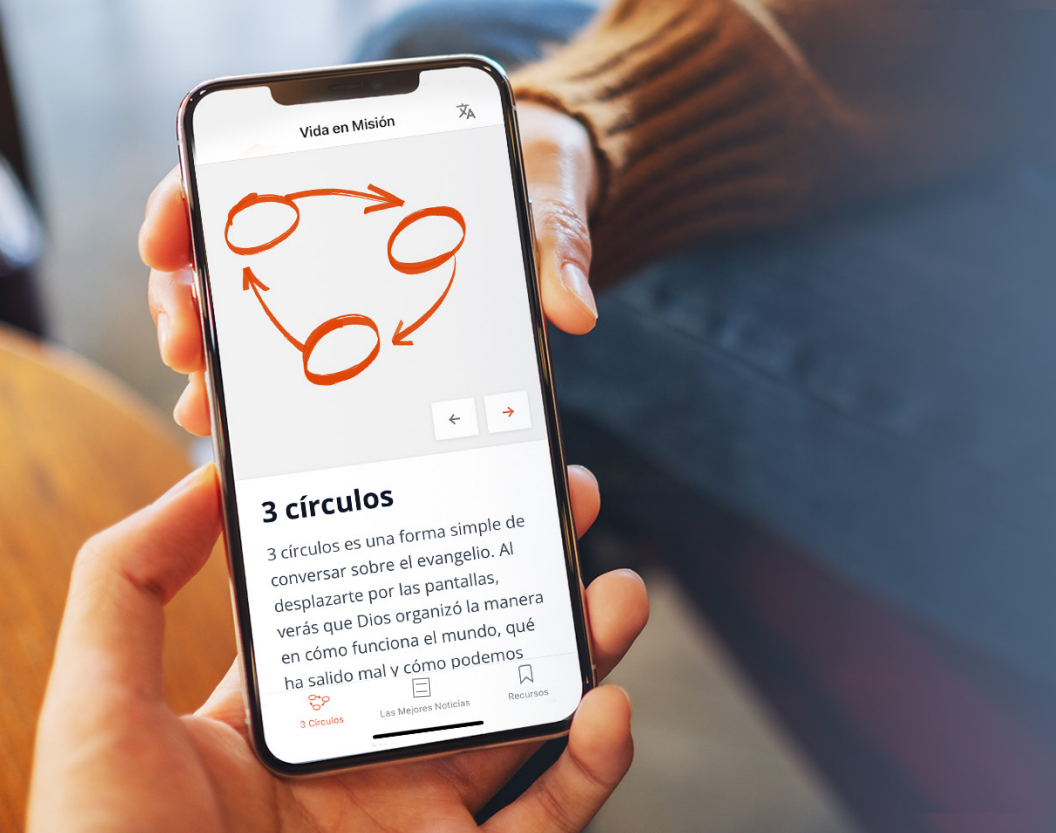 Vida en Misión
3 círculos
3 círculos es una forma simple de
conversar sobre el evangelio. Al
desplazarte por las pantallas,
verás que Dios organizó la manera
en cómo funciona el mundo, qué
ha salido mal y cómo podemos
3 Círculos
Las Mejores Noticias
Recursos